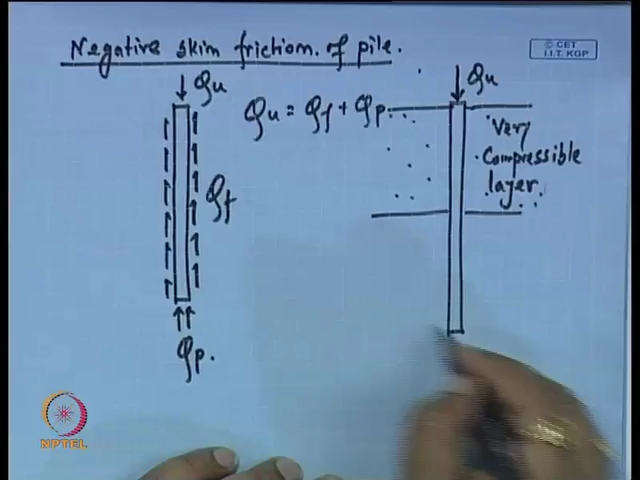 Negative skin friction. of pile.
© CET
I.I.T. KGP
Qu
Qu = Qf + Qp
Qu
Very
Compressible
layer.
Qf
Qp.
NPTEL